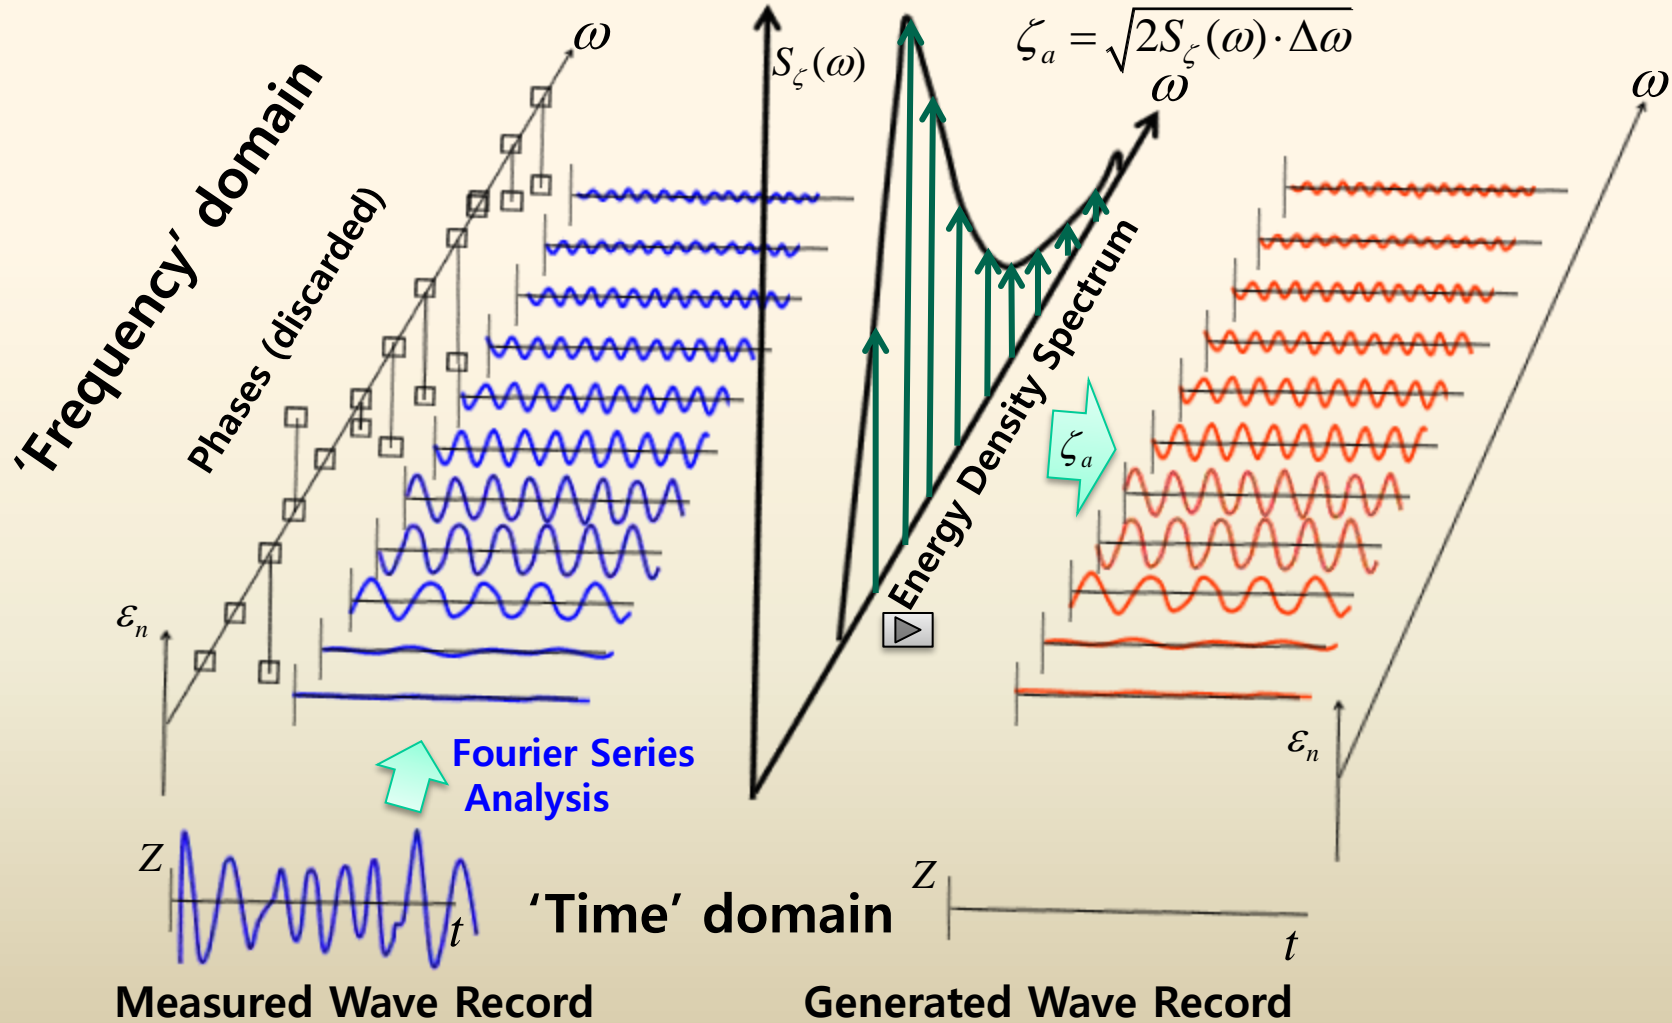 ω
S_ζ(ω)
ζ_a = √(2S_ζ(ω)·Δω)
ω
ω
‘Frequency’ domain
Phases (discarded)
Energy Density Spectrum
ζ_a
ε_n
ε_n
Fourier Series
Analysis
Z
t
‘Time’ domain
Z
t
Measured Wave Record
Generated Wave Record